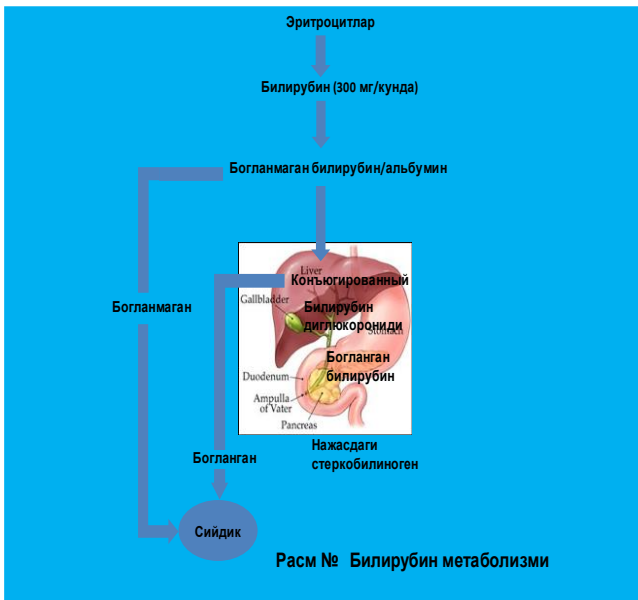 Эритроцитлар
Билирубин (300 мг/кунда)
Богланмаган билирубин/альбумин
Liver
Конъюгированный
Gallbladder
Билирубин
диглюкорониди
Stomach
Богланмаган
Богланган
билирубин
Duodenum
Ampulla
of Vater
Pancreas
Нажасдаги
стеркобилиноген
Богланган
Сийдик
Расм № Билирубин метаболизми